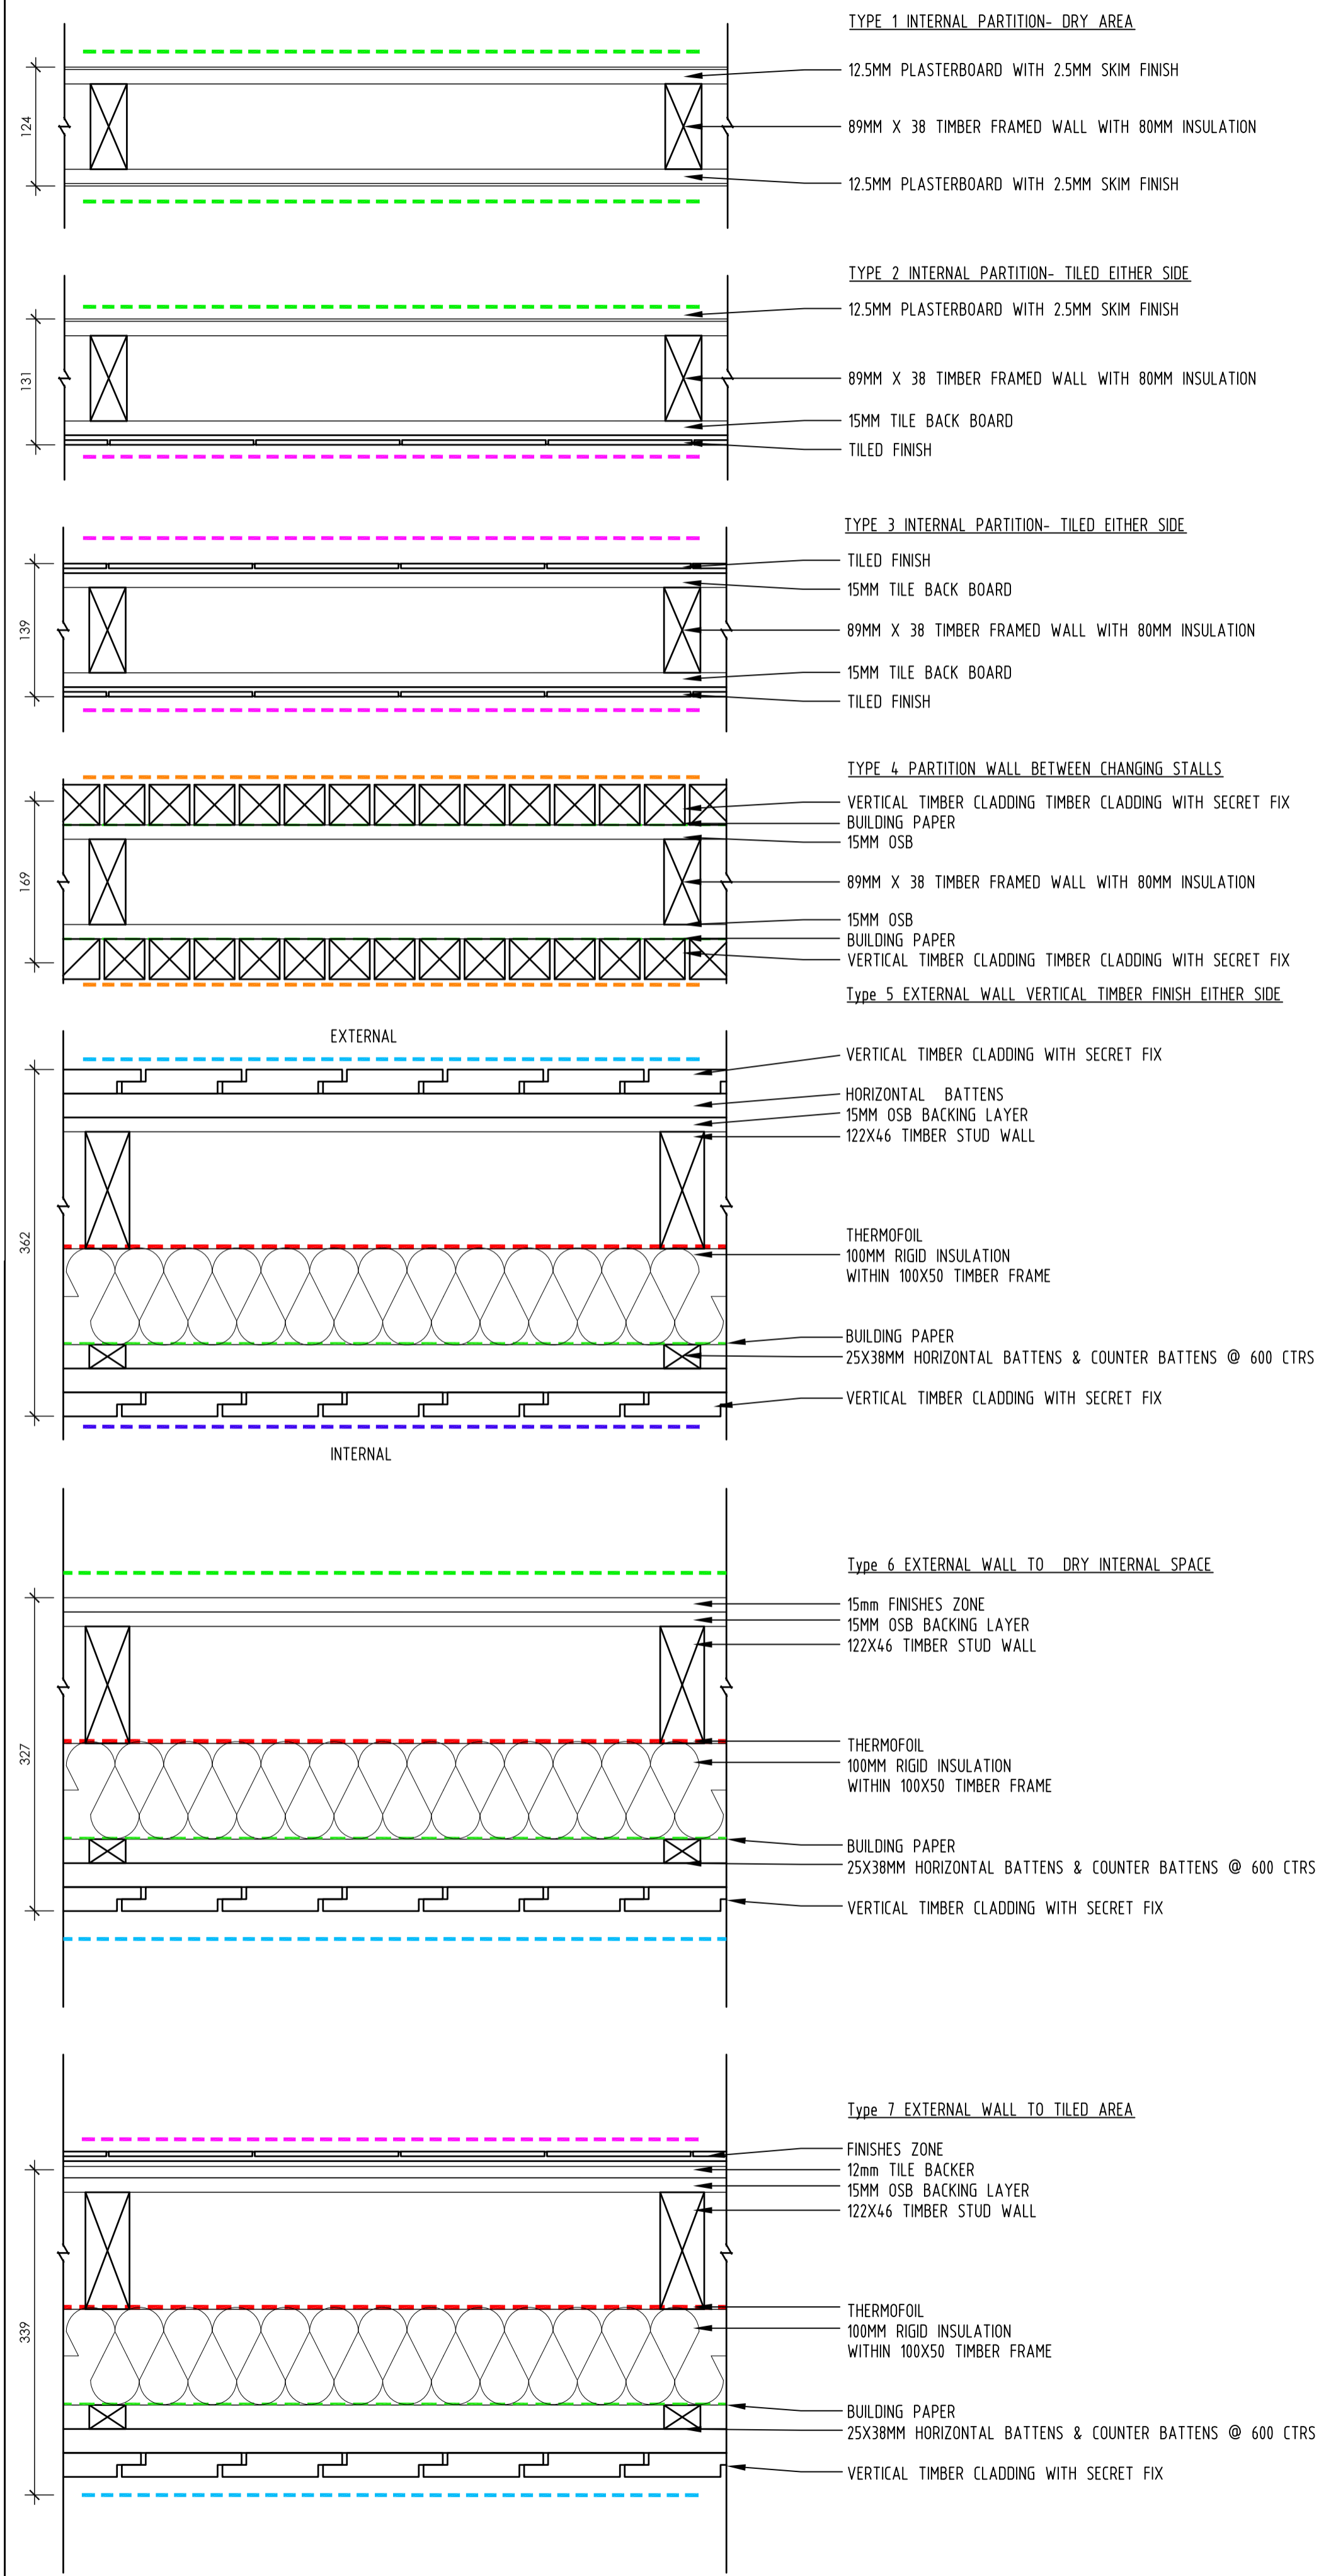 TYPE 1 INTERNAL PARTITION- DRY AREA
12.5MM PLASTERBOARD WITH 2.5MM SKIM FINISH
124
89MM X 38 TIMBER FRAMED WALL WITH 80MM INSULATION
12.5MM PLASTERBOARD WITH 2.5MM SKIM FINISH
TYPE 2 INTERNAL PARTITION- TILED EITHER SIDE
12.5MM PLASTERBOARD WITH 2.5MM SKIM FINISH
131
89MM X 38 TIMBER FRAMED WALL WITH 80MM INSULATION
15MM TILE BACK BOARD
TILED FINISH
TYPE 3 INTERNAL PARTITION- TILED EITHER SIDE
TILED FINISH
15MM TILE BACK BOARD
139
89MM X 38 TIMBER FRAMED WALL WITH 80MM INSULATION
15MM TILE BACK BOARD
TILED FINISH
TYPE 4 PARTITION WALL BETWEEN CHANGING STALLS
VERTICAL TIMBER CLADDING TIMBER CLADDING WITH SECRET FIX
BUILDING PAPER
15MM OSB
169
89MM X 38 TIMBER FRAMED WALL WITH 80MM INSULATION
15MM OSB
BUILDING PAPER
VERTICAL TIMBER CLADDING TIMBER CLADDING WITH SECRET FIX
Type 5 EXTERNAL WALL VERTICAL TIMBER FINISH EITHER SIDE
EXTERNAL
VERTICAL TIMBER CLADDING WITH SECRET FIX
HORIZONTAL BATTENS
15MM OSB BACKING LAYER
122X46 TIMBER STUD WALL
362
THERMOFOIL
100MM RIGID INSULATION
WITHIN 100X50 TIMBER FRAME
BUILDING PAPER
25X38MM HORIZONTAL BATTENS & COUNTER BATTENS @ 600 CTRS
VERTICAL TIMBER CLADDING WITH SECRET FIX
INTERNAL
Type 6 EXTERNAL WALL TO DRY INTERNAL SPACE
15mm FINISHES ZONE
15MM OSB BACKING LAYER
122X46 TIMBER STUD WALL
327
THERMOFOIL
100MM RIGID INSULATION
WITHIN 100X50 TIMBER FRAME
BUILDING PAPER
25X38MM HORIZONTAL BATTENS & COUNTER BATTENS @ 600 CTRS
VERTICAL TIMBER CLADDING WITH SECRET FIX
Type 7 EXTERNAL WALL TO TILED AREA
FINISHES ZONE
12mm TILE BACKER
15MM OSB BACKING LAYER
122X46 TIMBER STUD WALL
339
THERMOFOIL
100MM RIGID INSULATION
WITHIN 100X50 TIMBER FRAME
BUILDING PAPER
25X38MM HORIZONTAL BATTENS & COUNTER BATTENS @ 600 CTRS
VERTICAL TIMBER CLADDING WITH SECRET FIX